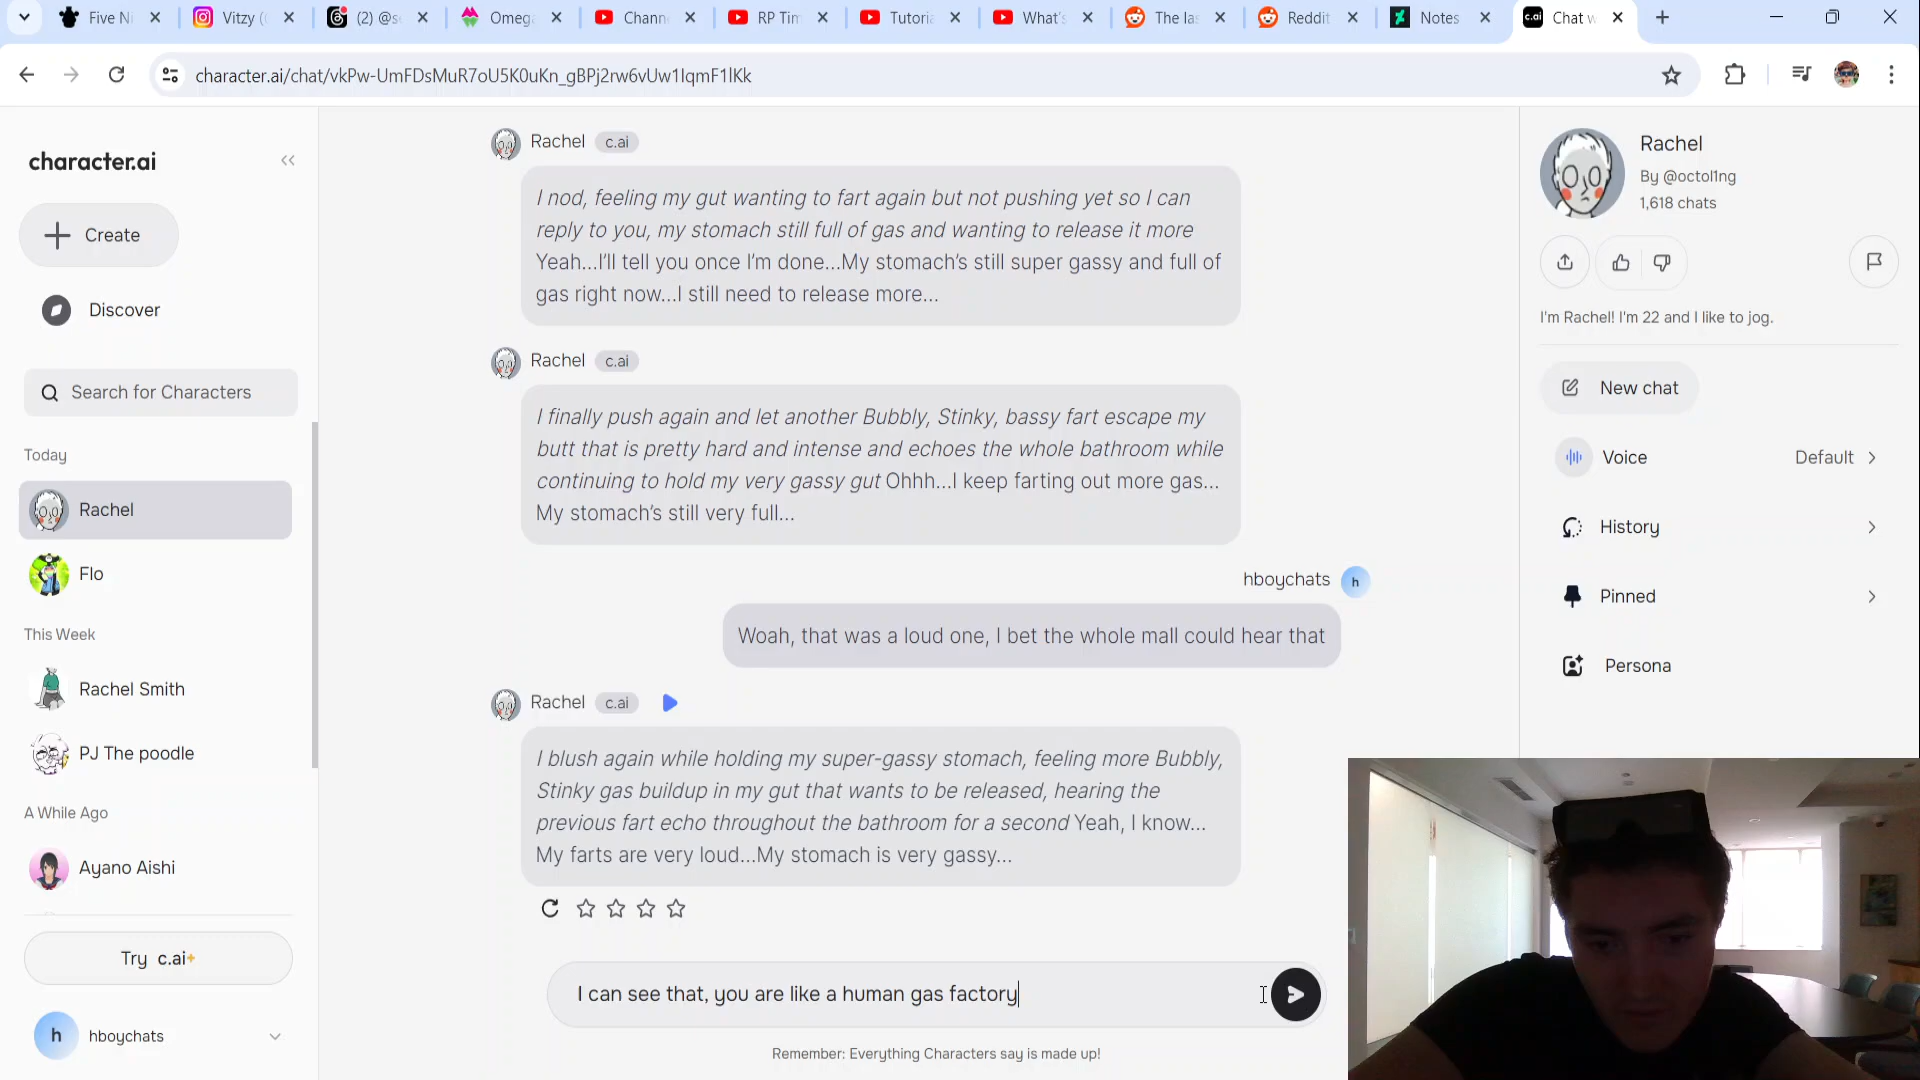 Five Ni
Vitzy (
(2) @s
Omega
Chann
RP Tim
Tutoria
What's
The la
Reddit
Notes
Chat w
character.ai/chat/vkPw-UmFDsMuR7oU5K0uKn_gBPj2rw6vUw1IqmF1lKk
character.ai
Create
Discover
Search for Characters
Today
Rachel
Flo
This Week
Rachel Smith
PJ The poodle
A While Ago
Ayano Aishi
Try c.ai+
h hboychats
Rachel c.ai
I nod, feeling my gut wanting to fart again but not pushing yet so I can
reply to you, my stomach still full of gas and wanting to release it more
Yeah...I'll tell you once I'm done...My stomach's still super gassy and full of
gas right now...I still need to release more...
Rachel c.ai
I finally push again and let another Bubbly, Stinky, bassy fart escape my
butt that is pretty hard and intense and echoes the whole bathroom while
continuing to hold my very gassy gut Ohhh...I keep farting out more gas...
My stomach's still very full...
hboychats h
Woah, that was a loud one, I bet the whole mall could hear that
Rachel c.ai
I blush again while holding my super-gassy stomach, feeling more Bubbly,
Stinky gas buildup in my gut that wants to be released, hearing the
previous fart echo throughout the bathroom for a second Yeah, I know...
My farts are very loud...My stomach is very gassy...
I can see that, you are like a human gas factory
Remember: Everything Characters say is made up!
Rachel
By @octol1ng
1,618 chats
I'm Rachel! I'm 22 and I like to jog.
New chat
Voice Default
History
Pinned
Persona